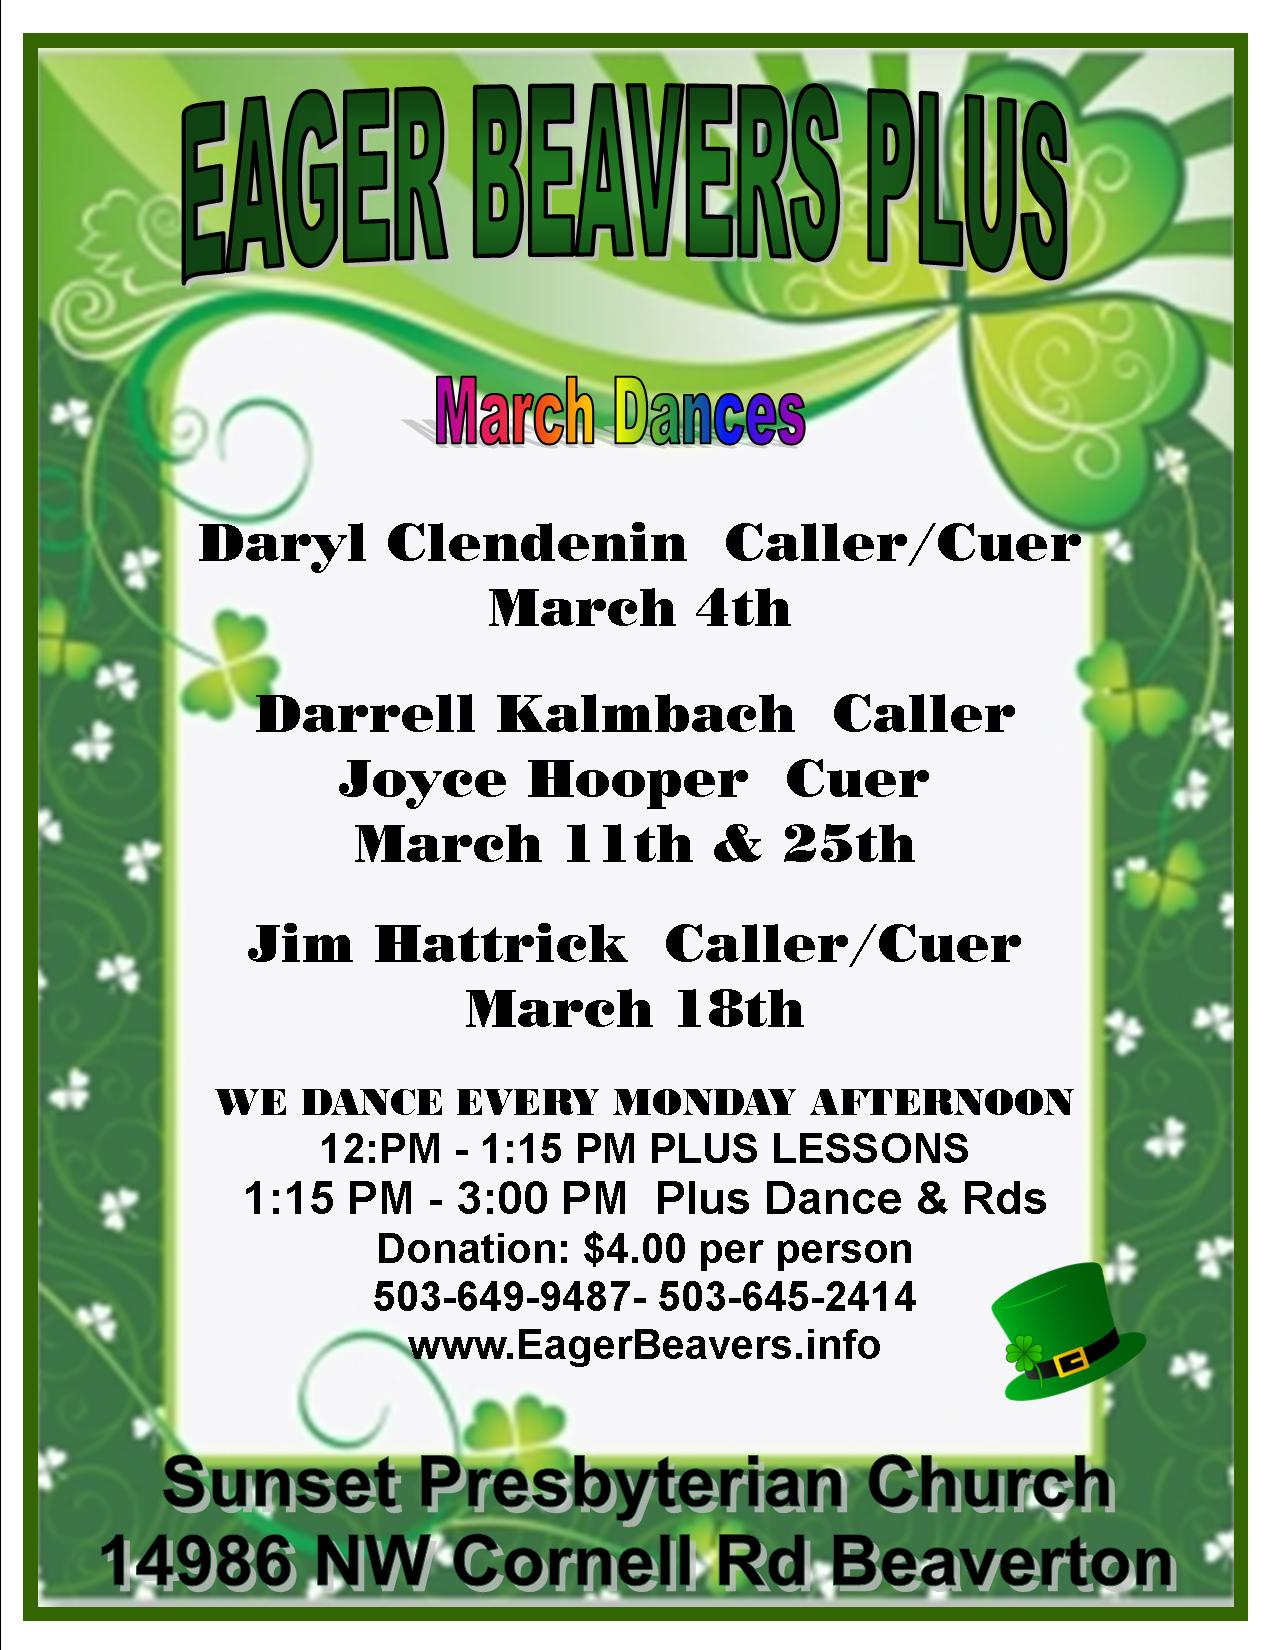 EAGER BEAVERS PLUS
March Dances
Daryl Clendenin Caller/Cuer
March 4th
Darrell Kalmbach Caller
Joyce Hooper Cuer
March 11th & 25th
Jim Hattrick Caller/Cuer
March 18th
WE DANCE EVERY MONDAY AFTERNOON
12:PM - 1:15 PM PLUS LESSONS
1:15 PM - 3:00 PM Plus Dance & Rds
Donation: $4.00 per person
503-649-9487- 503-645-2414
www.EagerBeavers.info
Sunset Presbyterian Church
14986 NW Cornell Rd Beaverton